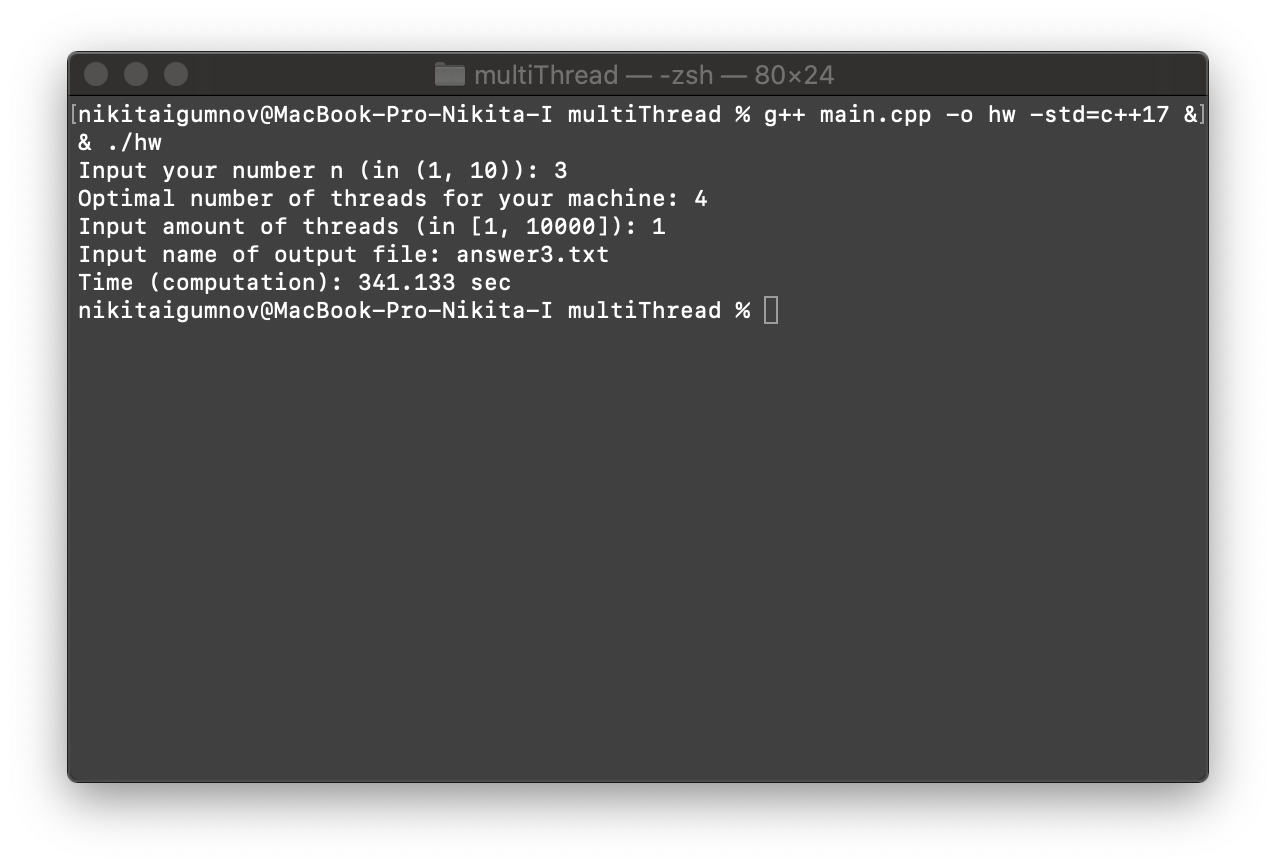 multiThread — -zsh — 80×24
[nikitaigumnov@MacBook-Pro-Nikita-I multiThread % g++ main.cpp -o hw -std=c++17 &]
& ./hw
Input your number n (in (1, 10)): 3
Optimal number of threads for your machine: 4
Input amount of threads (in [1, 10000]): 1
Input name of output file: answer3.txt
Time (computation): 341.133 sec
nikitaigumnov@MacBook-Pro-Nikita-I multiThread %